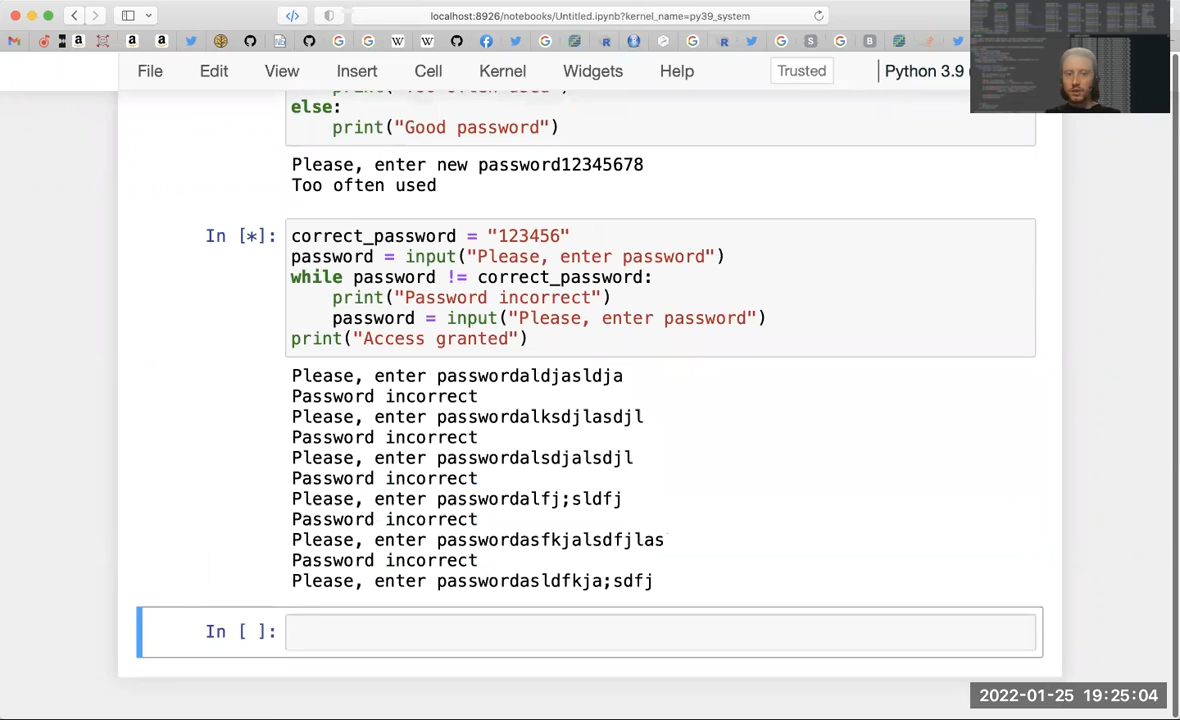 localhost:8926/notebooks/Untitled.ipynb?kernel_name=py39_system
File Edit View Insert Cell Kernel Widgets Help Trusted Python 3.9
else:
print("Good password")
Please, enter new password12345678
Too often used
In [*]: correct_password = "123456"
password = input("Please, enter password")
while password != correct_password:
print("Password incorrect")
password = input("Please, enter password")
print("Access granted")
Please, enter passwordaldjasldja
Password incorrect
Please, enter passwordalksdjlasdjl
Password incorrect
Please, enter passwordalsdjalsdjl
Password incorrect
Please, enter passwordalfj;sldfj
Password incorrect
Please, enter passwordasfkjalsdfjlas
Password incorrect
Please, enter passwordasldfkja;sdfj
In [ ]:
2022-01-25 19:25:04